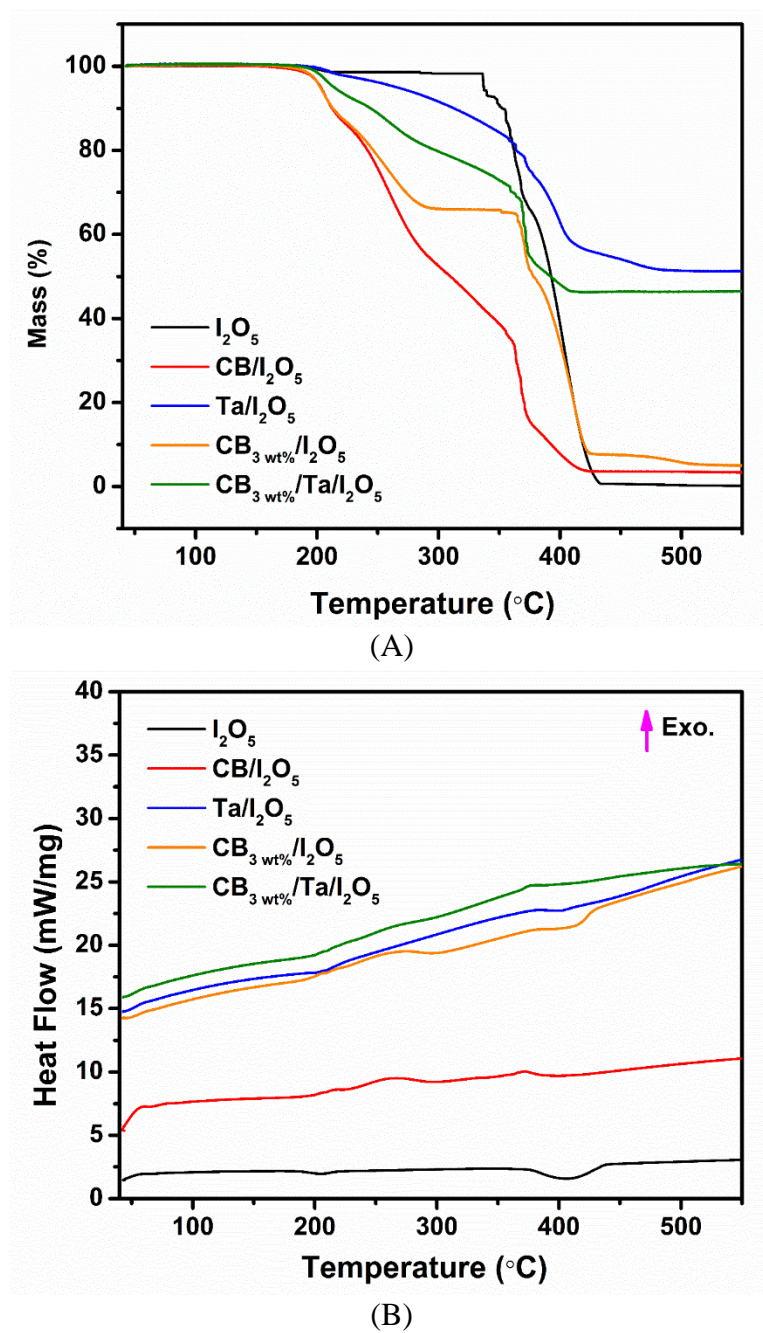 100
80
60
40
20
0
Mass (%)
I₂O₅
CB/I₂O₅
Ta/I₂O₅
CB₃ wt%/I₂O₅
CB₃ wt%/Ta/I₂O₅
100 200 300 400 500
Temperature (°C)
(A)
40
35
30
25
20
15
10
5
0
Heat Flow (mW/mg)
I₂O₅
CB/I₂O₅
Ta/I₂O₅
CB₃ wt%/I₂O₅
CB₃ wt%/Ta/I₂O₅
Exo.
100 200 300 400 500
Temperature (°C)
(B)